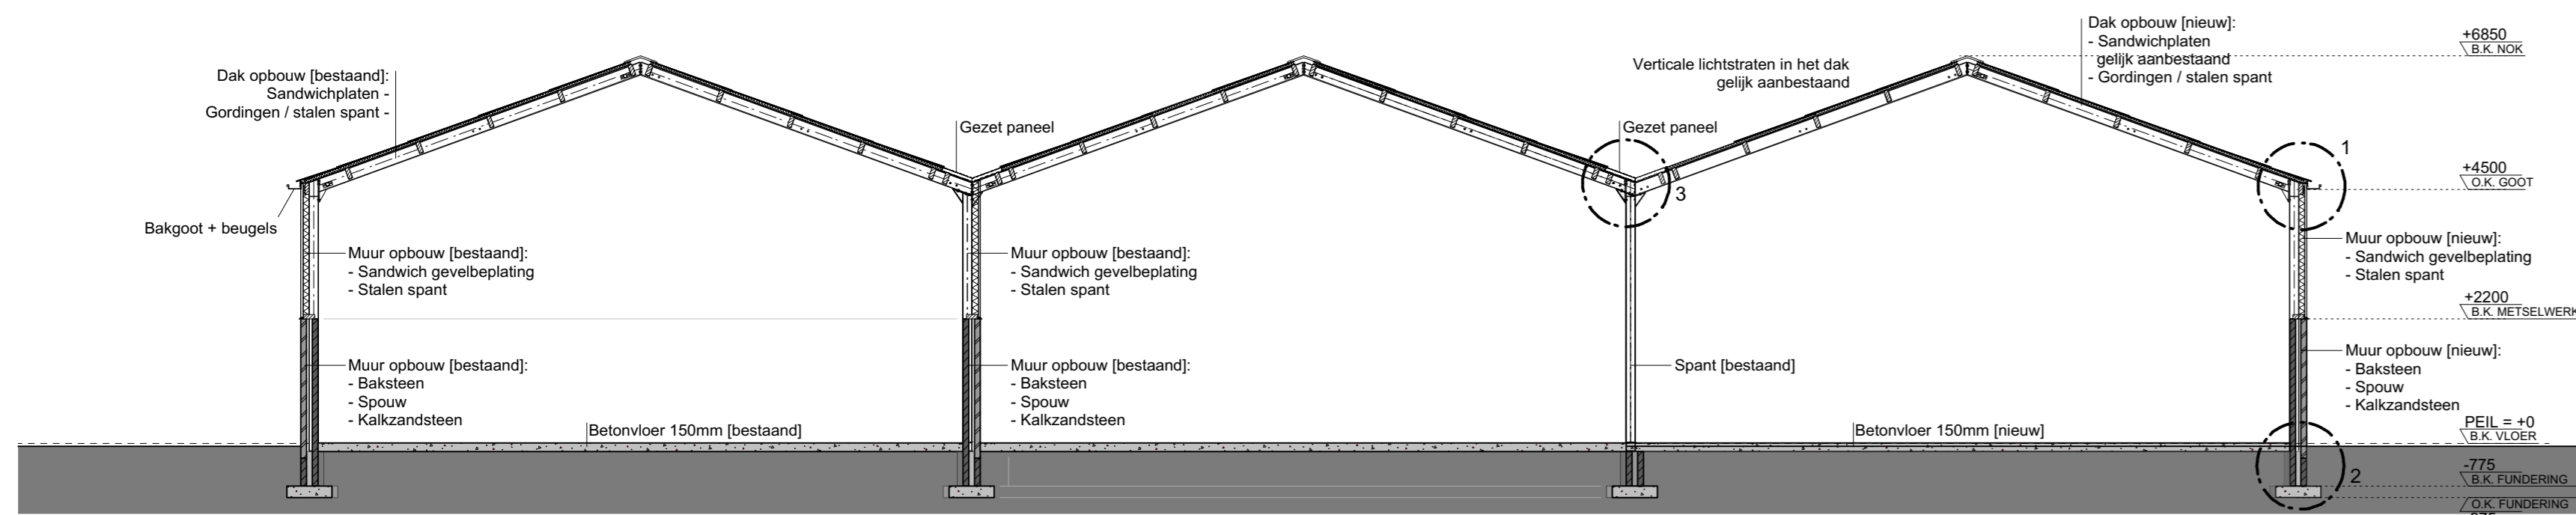 Dak opbouw [bestaand]:
Sandwichplaten -
Gordingen / stalen spant -
Bakgoot + beugels
Muur opbouw [bestaand]:
- Sandwich gevelbeplating
- Stalen spant
Muur opbouw [bestaand]:
- Baksteen
- Spouw
- Kalkzandsteen
Betonvloer 150mm [bestaand]
Gezet paneel
Muur opbouw [bestaand]:
- Sandwich gevelbeplating
- Stalen spant
Muur opbouw [bestaand]:
- Baksteen
- Spouw
- Kalkzandsteen
Verticale lichtstraten in het dak
gelijk aanbestaand
Gezet paneel
3
Spant [bestaand]
Betonvloer 150mm [nieuw]
Dak opbouw [nieuw]:
- Sandwichplaten
gelijk aanbestaand
- Gordingen / stalen spant
1
Muur opbouw [nieuw]:
- Sandwich gevelbeplating
- Stalen spant
Muur opbouw [nieuw]:
- Baksteen
- Spouw
- Kalkzandsteen
2
+6850
B.K. NOK
+4500
O.K. GOOT
+2200
B.K. METSELWERK
PEIL = +0
B.K. VLOER
-775
B.K. FUNDERING
O.K. FUNDERING